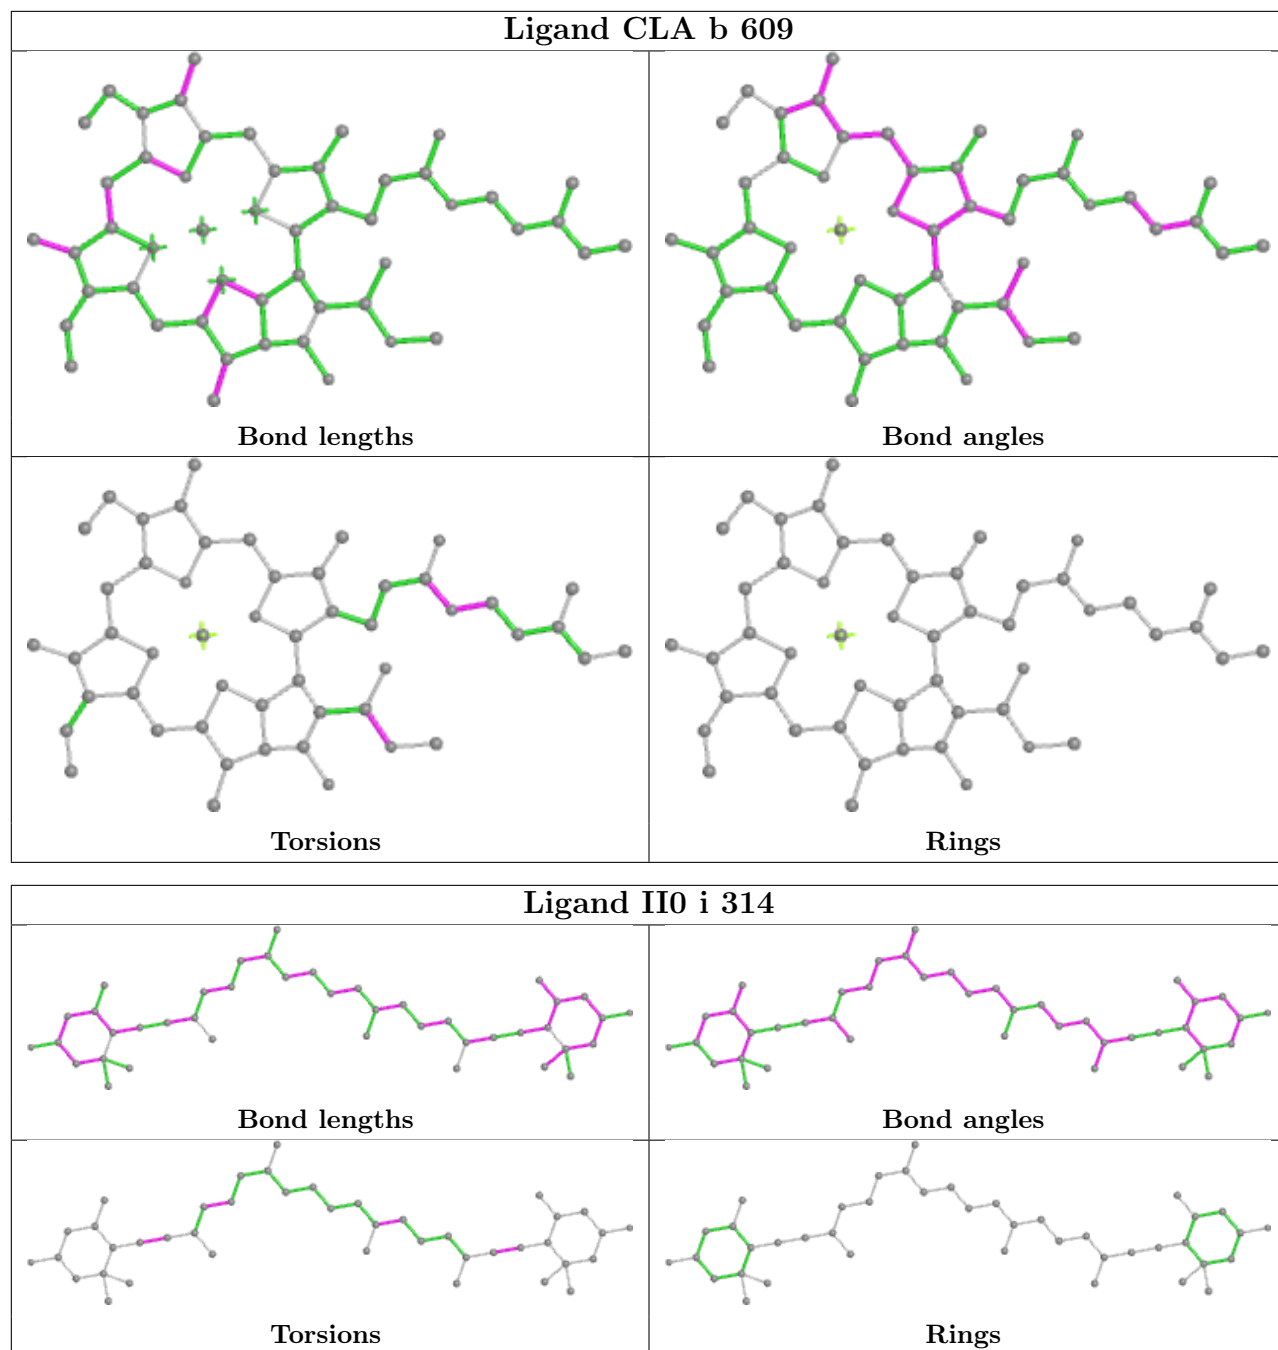 Ligand CLA b 609
Bond lengths
Bond angles
Torsions
Rings
Ligand II0 i 314
Bond lengths
Bond angles
Torsions
Rings